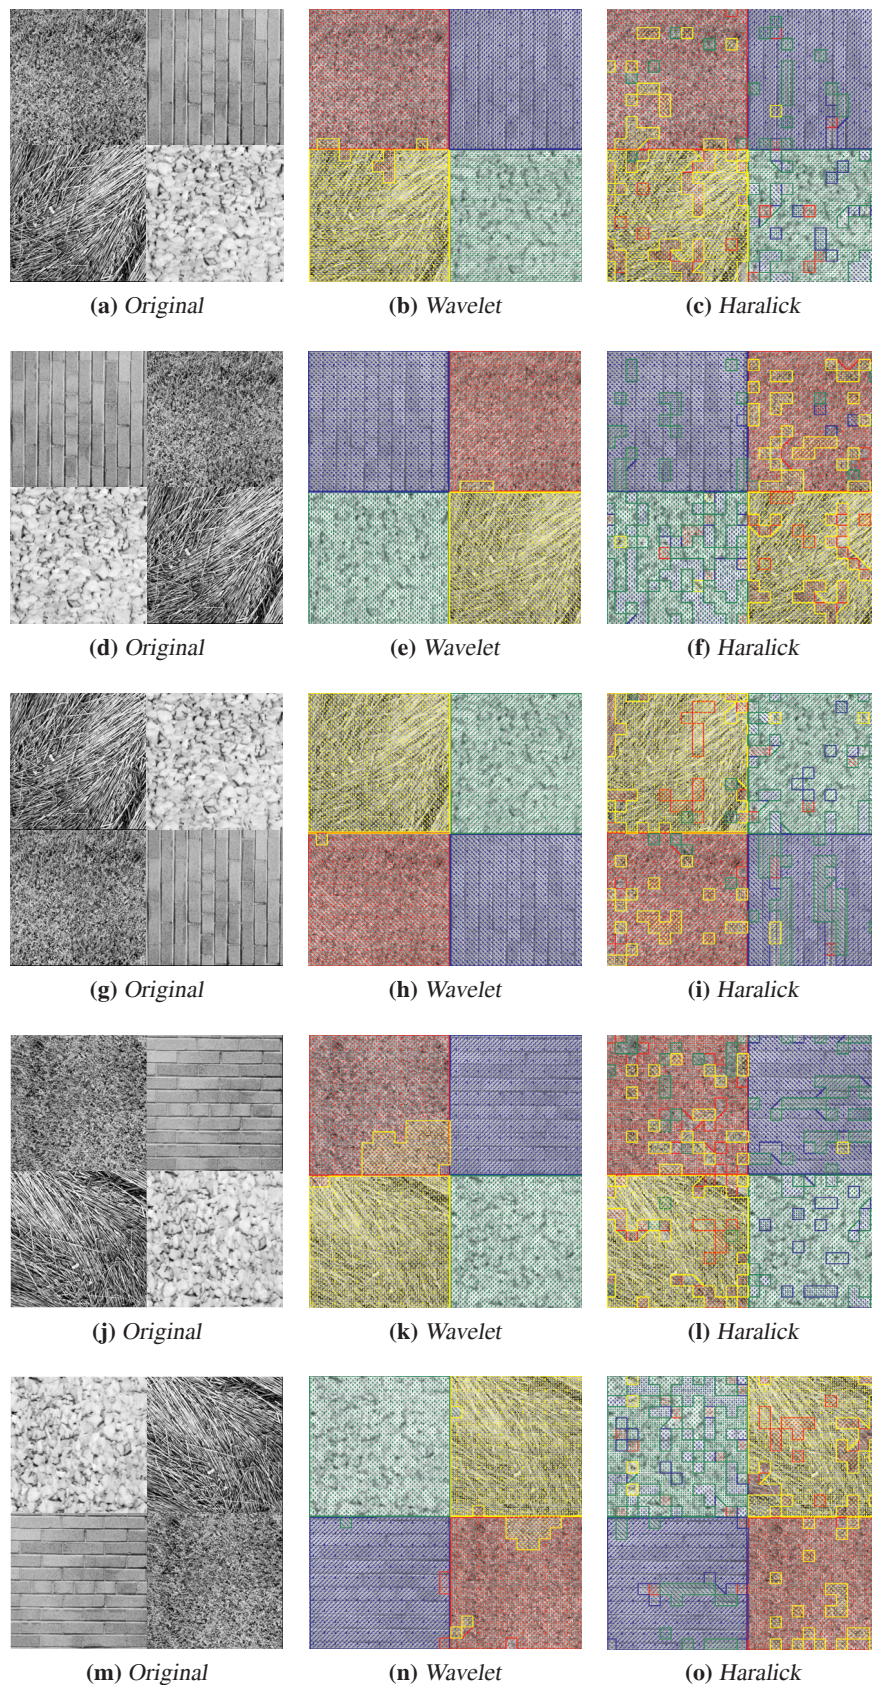 (a) Original (b) Wavelet (c) Haralick
(d) Original (e) Wavelet (f) Haralick
(g) Original (h) Wavelet (i) Haralick
(j) Original (k) Wavelet (l) Haralick
(m) Original (n) Wavelet (o) Haralick